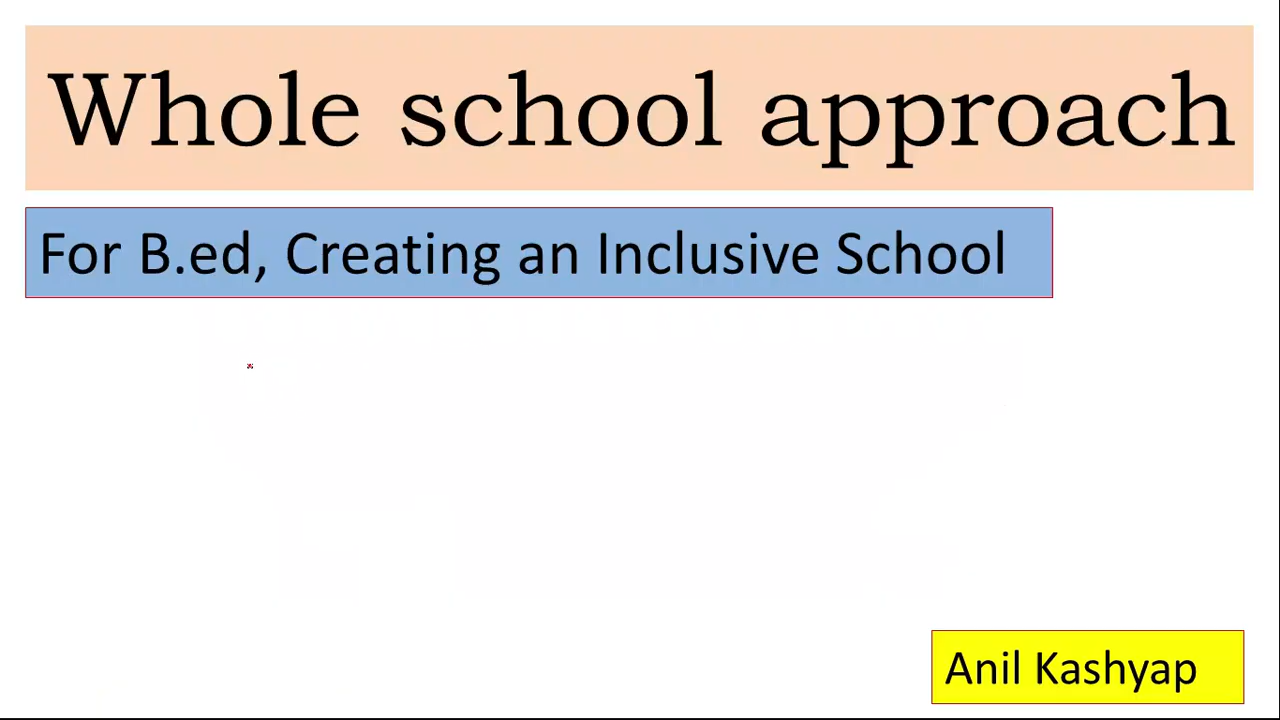 Whole school approach
For B.ed, Creating an Inclusive School
Anil Kashyap